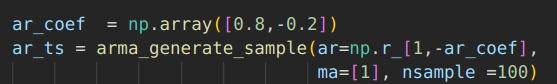 ar_coef  = np.array([0.8,-0.2])
ar_ts = arma_generate_sample(ar=np.r_[1,-ar_coef],
ma=[1], nsample =100)